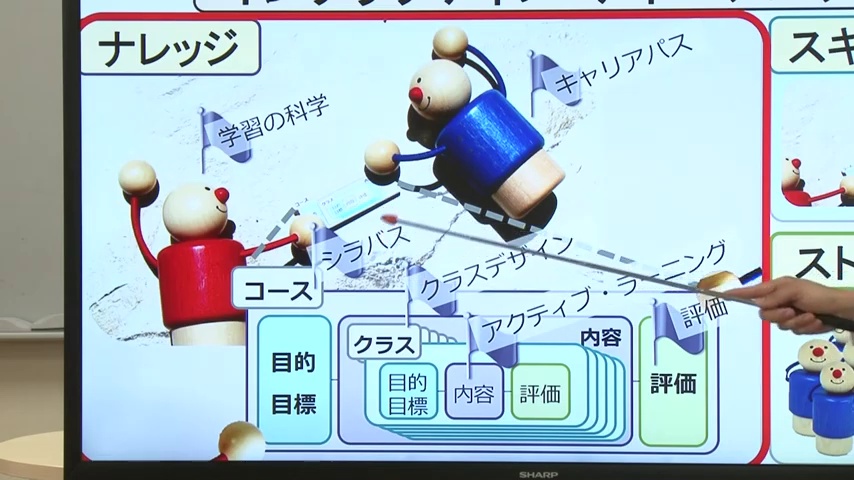 ナレッジ
スキ
キャリアパス
学習の科学
シラバス
クラスデザイン
アクティブ・ラーニング
評価
コース
目的
目標
クラス
内容
目的
目標
内容
評価
評価
スト
SHARP